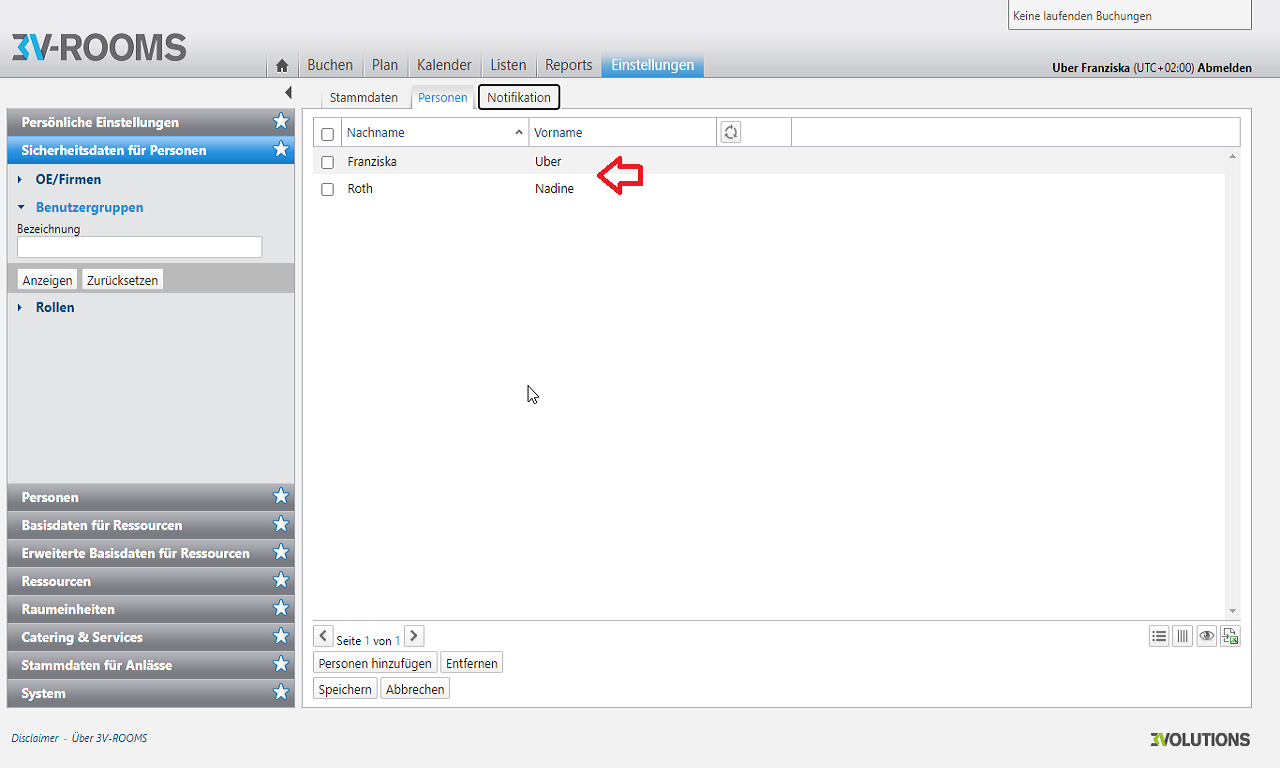 Keine laufenden Buchungen
3V-ROOMS
Buchen Plan Kalender Listen Reports Einstellungen
Uber Franziska (UTC+02:00) Abmelden
Stammdaten Personen Notifikation
Persönliche Einstellungen
Sicherheitsdaten für Personen
OE/Firmen
Benutzergruppen
Bezeichnung
Anzeigen Zurücksetzen
Rollen
Personen
Basisdaten für Ressourcen
Erweiterte Basisdaten für Ressourcen
Ressourcen
Raumeinheiten
Catering & Services
Stammdaten für Anlässe
System
Nachname Vorname
Franziska Uber
Roth Nadine
Seite 1 von 1
Personen hinzufügen Entfernen
Speichern Abbrechen
Disclaimer - Über 3V-ROOMS
3VOLUTIONS